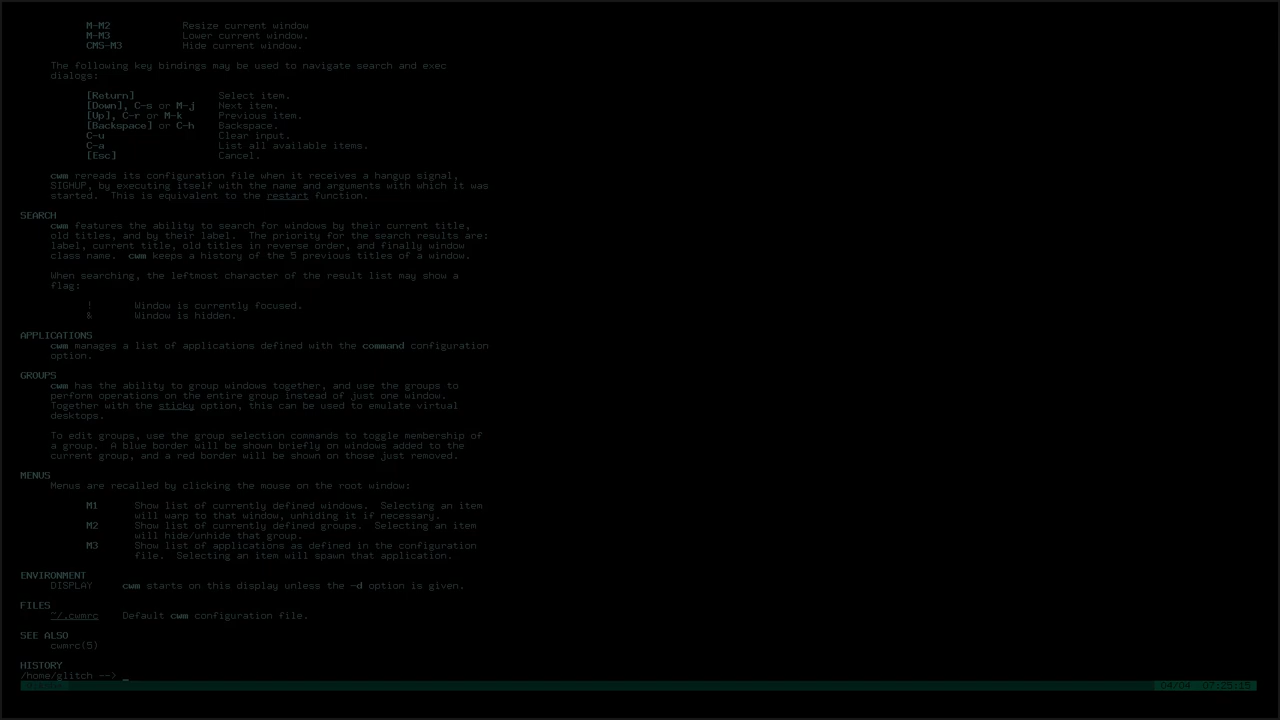 M-M2 Resize current window
M-M3 Lower current window.
CMS-M3 Hide current window.
The following key bindings may be used to navigate search and exec
dialogs:
[Return] Select item.
[Down], C-s or M-j Next item.
[Up], C-r or M-k Previous item.
[Backspace] or C-h Backspace.
C-u Clear input.
C-a List all available items.
[Esc] Cancel.
cwm rereads its configuration file when it receives a hangup signal,
SIGHUP, by executing itself with the name and arguments with which it was
started. This is equivalent to the restart function.
SEARCH
cwm features the ability to search for windows by their current title,
old titles, and by their label. The priority for the search results are:
label, current title, old titles in reverse order, and finally window
class name. cwm keeps a history of the 5 previous titles of a window.
When searching, the leftmost character of the result list may show a
flag:
! Window is currently focused.
& Window is hidden.
APPLICATIONS
cwm manages a list of applications defined with the command configuration
option.
GROUPS
cwm has the ability to group windows together, and use the groups to
perform operations on the entire group instead of just one window.
Together with the sticky option, this can be used to emulate virtual
desktops.
To edit groups, use the group selection commands to toggle membership of
a group. A blue border will be shown briefly on windows added to the
current group, and a red border will be shown on those just removed.
MENUS
Menus are recalled by clicking the mouse on the root window:
M1 Show list of currently defined windows. Selecting an item
will warp to that window, unhiding it if necessary.
M2 Show list of currently defined groups. Selecting an item
will hide/unhide that group.
M3 Show list of applications as defined in the configuration
file. Selecting an item will spawn that application.
ENVIRONMENT
DISPLAY cwm starts on this display unless the -d option is given.
FILES
~/.cwmrc Default cwm configuration file.
SEE ALSO
cwmrc(5)
HISTORY
/home/glitch --> _
04/04 07:25:15